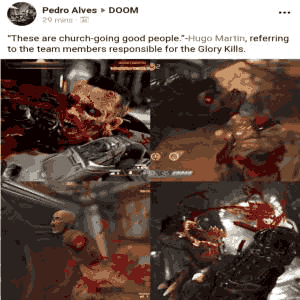 Pedro Alves ▸ DOOM
29 mins ·
"These are church-going good people."-Hugo Martin, referring
to the team members responsible for the Glory Kills.